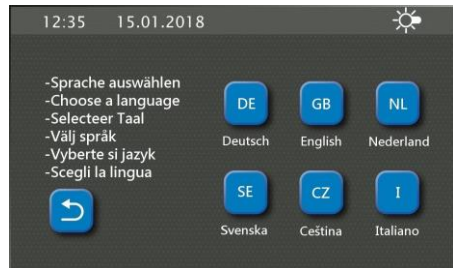 12:35 15.01.2018
-Sprache auswählen
-Choose a language
-Selecteer Taal
-Välj språk
-Vyberte si jazyk
-Scegli la lingua
DE GB NL
Deutsch English Nederland
SE CZ I
Svenska Ceština Italiano